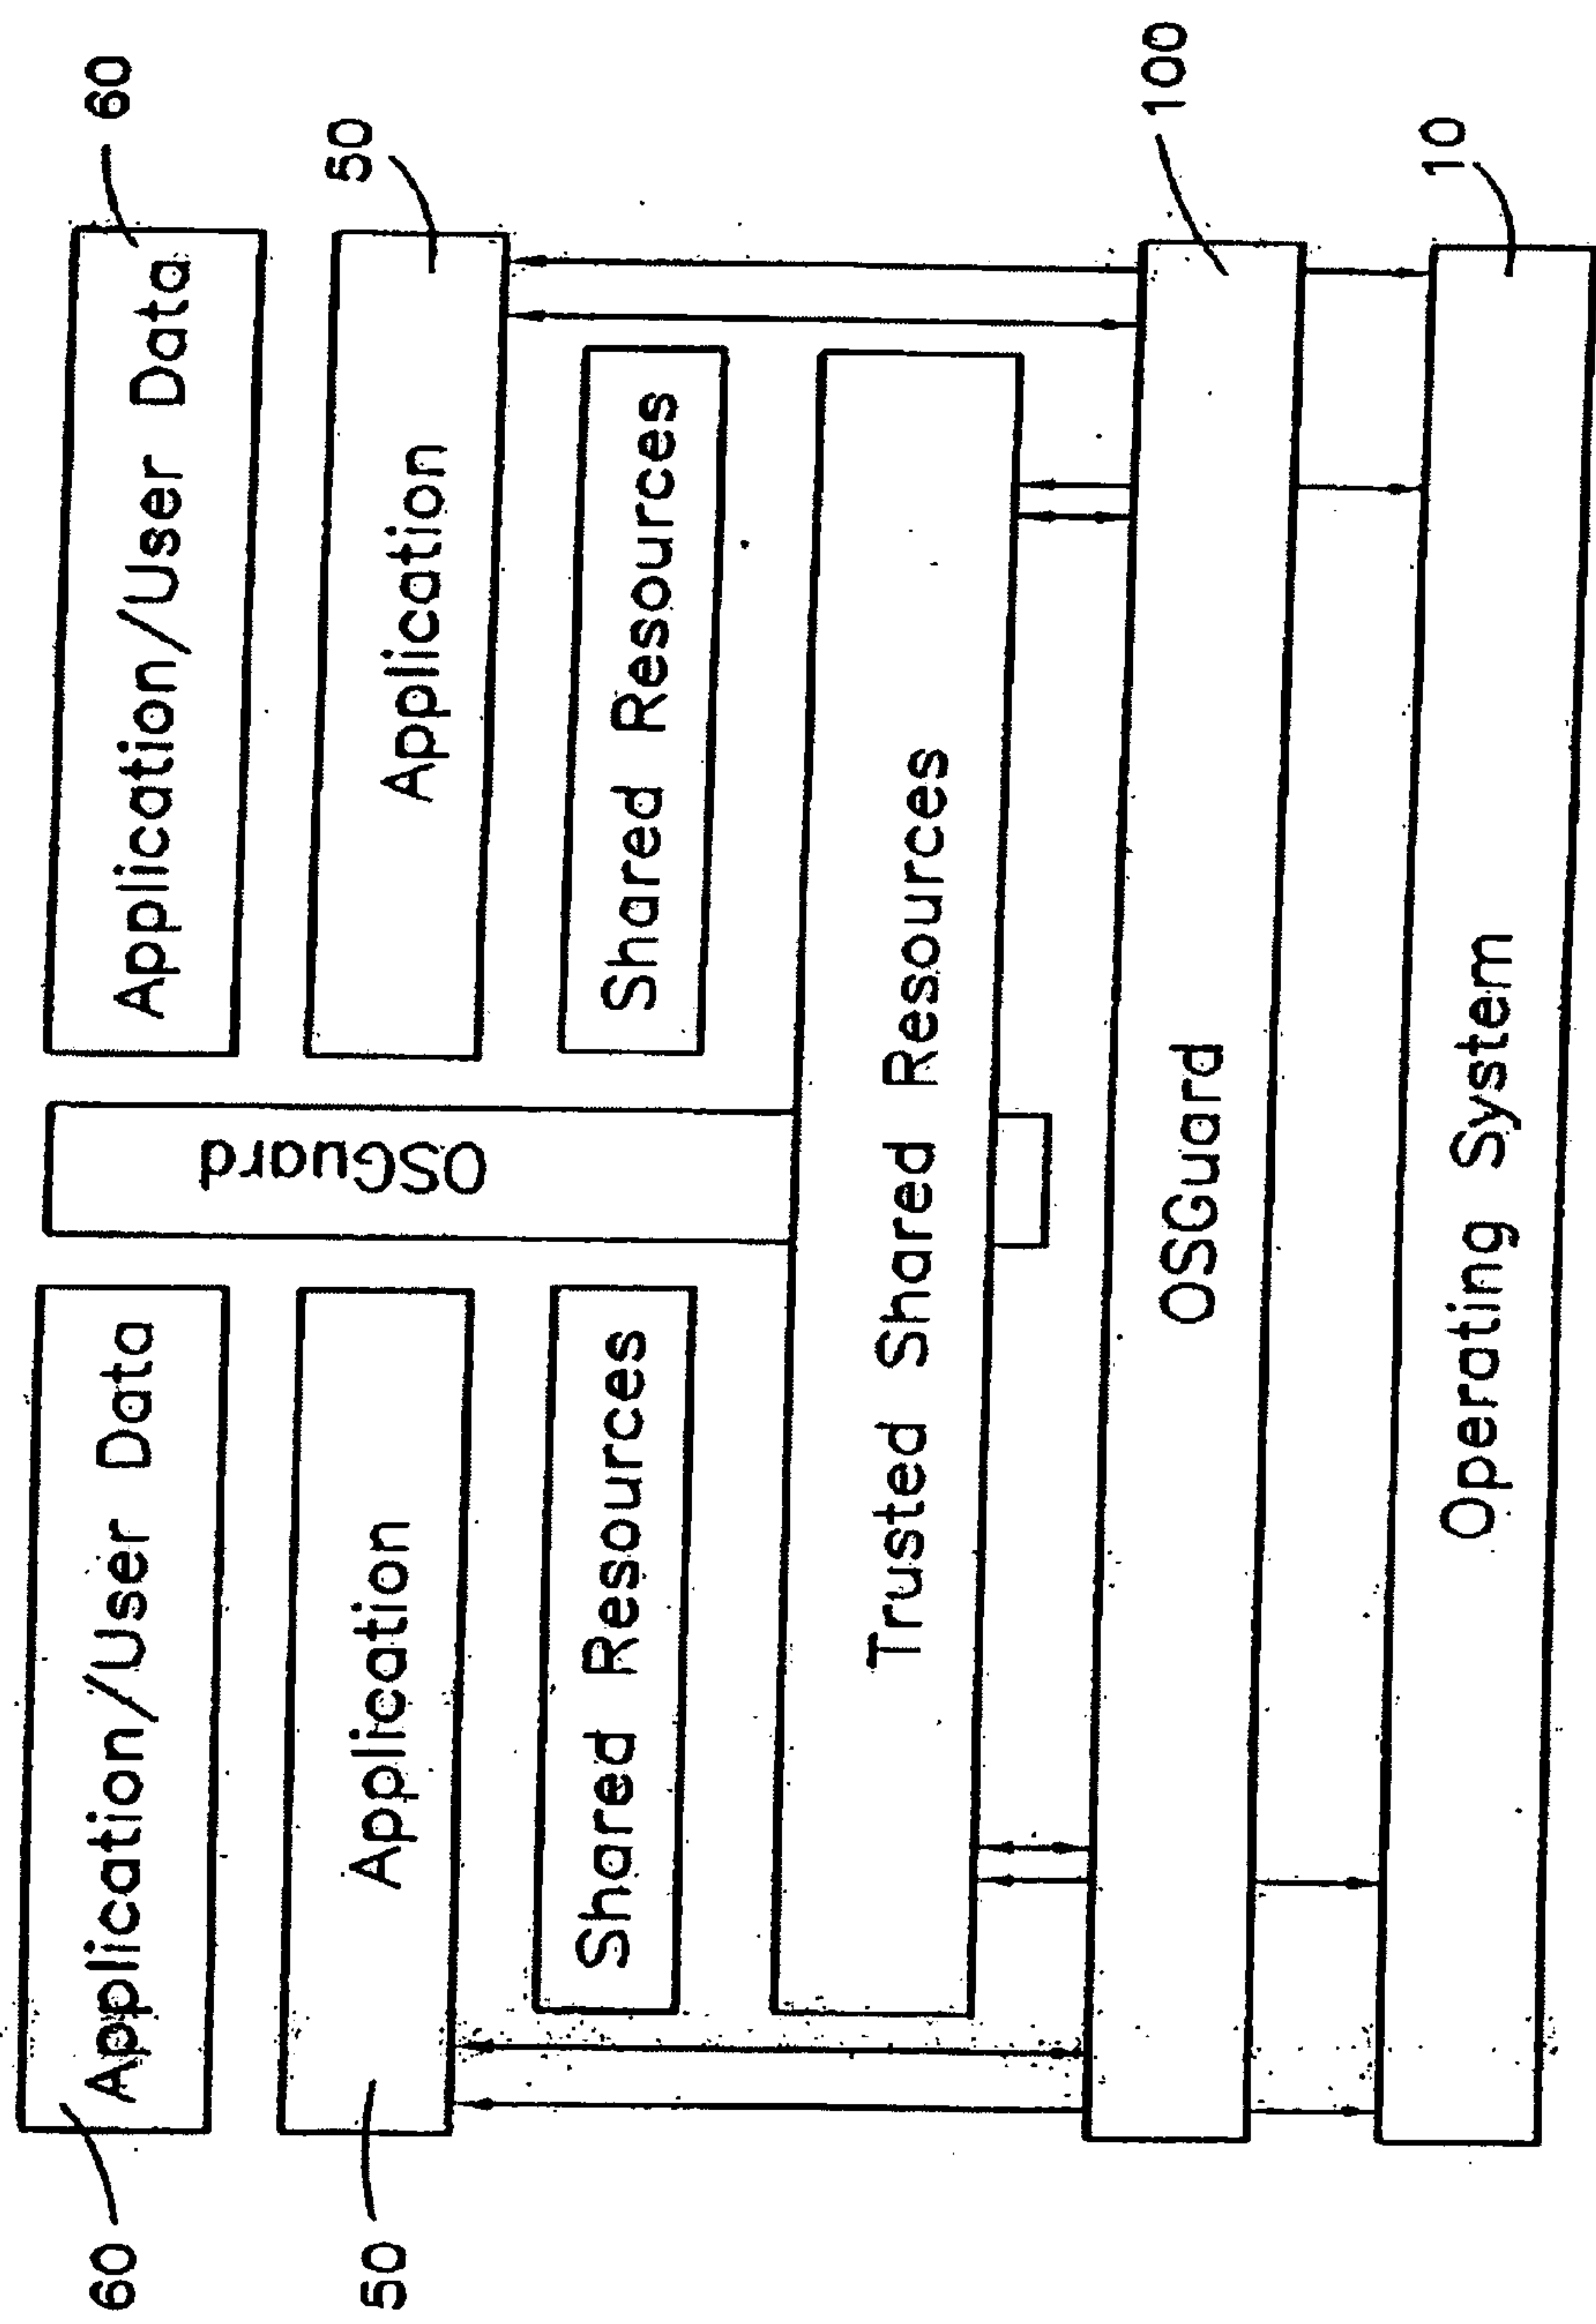 60
Application/User Data
Application/User Data
60
50
Application
Application
50
OSGuard
Shared Resources
Shared Resources
Trusted Shared Resources
OSGuard
100
Operating System
10